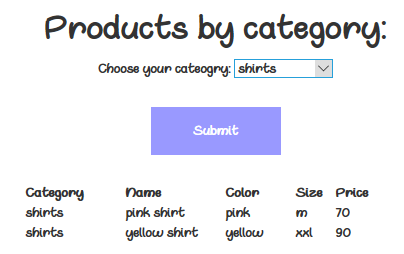 Products by category:
Choose your cateogry: shirts
Submit
Category Name Color Size Price
shirts pink shirt pink m 70
shirts yellow shirt yellow xxl 90